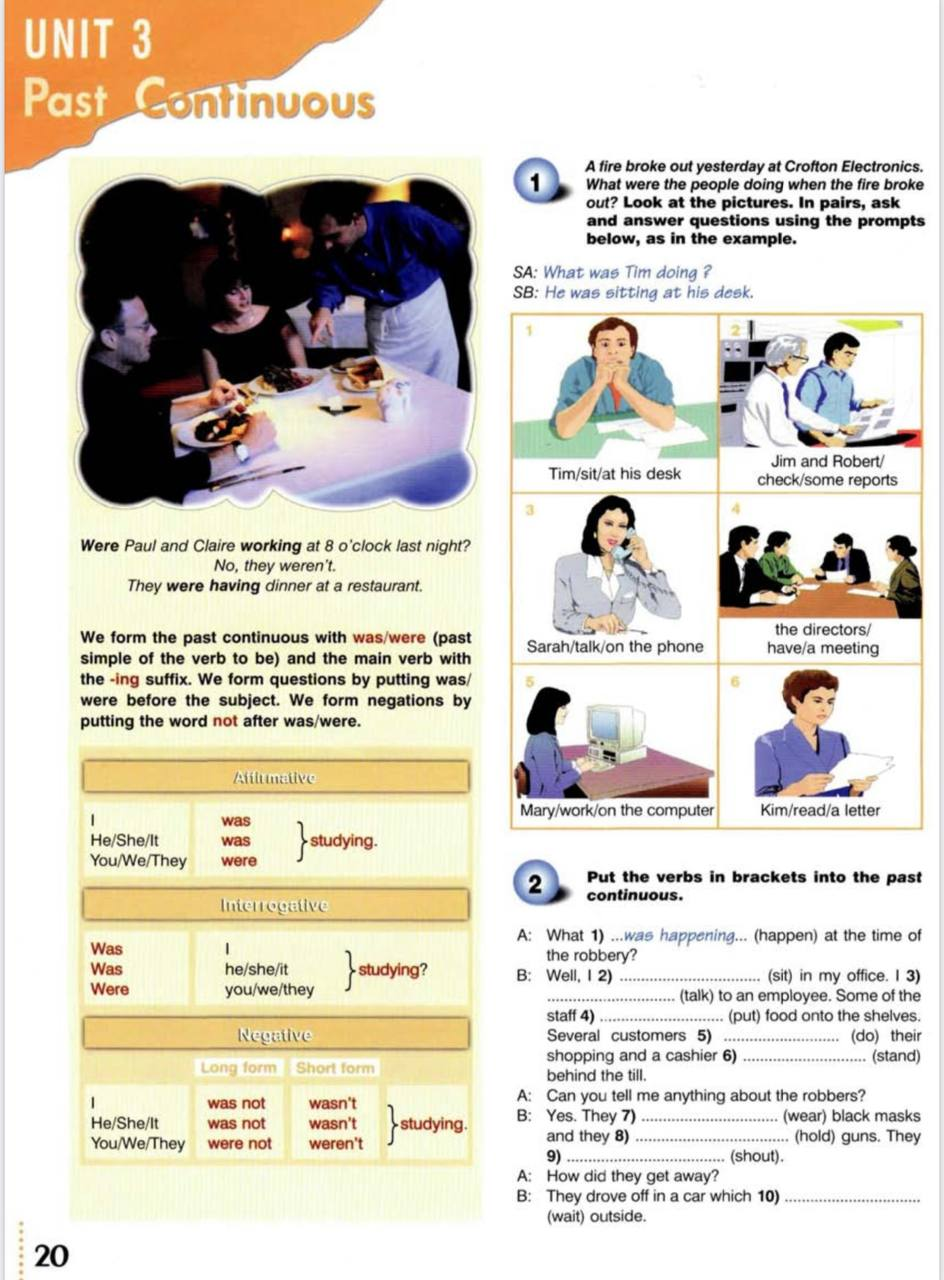 UNIT 3
Past Continuous
Were Paul and Claire working at 8 o'clock last night?
No, they weren't.
They were having dinner at a restaurant.
We form the past continuous with was/were (past
simple of the verb to be) and the main verb with
the -ing suffix. We form questions by putting was/
were before the subject. We form negations by
putting the word not after was/were.
Affirmative
I was
He/She/It was } studying.
You/We/They were
Interrogative
Was I
Was he/she/it } studying?
Were you/we/they
Negative
Long form Short form
I was not wasn't
He/She/It was not wasn't } studying.
You/We/They were not weren't
20
1
A fire broke out yesterday at Crofton Electronics.
What were the people doing when the fire broke
out? Look at the pictures. In pairs, ask
and answer questions using the prompts
below, as in the example.
SA: What was Tim doing ?
SB: He was sitting at his desk.
1
Tim/sit/at his desk
2
Jim and Robert/
check/some reports
3
Sarah/talk/on the phone
4
the directors/
have/a meeting
5
Mary/work/on the computer
6
Kim/read/a letter
2
Put the verbs in brackets into the past
continuous.
A: What 1) ...was happening... (happen) at the time of
the robbery?
B: Well, I 2) ................................ (sit) in my office. I 3)
............................. (talk) to an employee. Some of the
staff 4) ............................ (put) food onto the shelves.
Several customers 5) .......................... (do) their
shopping and a cashier 6) ............................ (stand)
behind the till.
A: Can you tell me anything about the robbers?
B: Yes. They 7) ............................... (wear) black masks
and they 8) ................................... (hold) guns. They
9) .................................... (shout).
A: How did they get away?
B: They drove off in a car which 10) ...............................
(wait) outside.